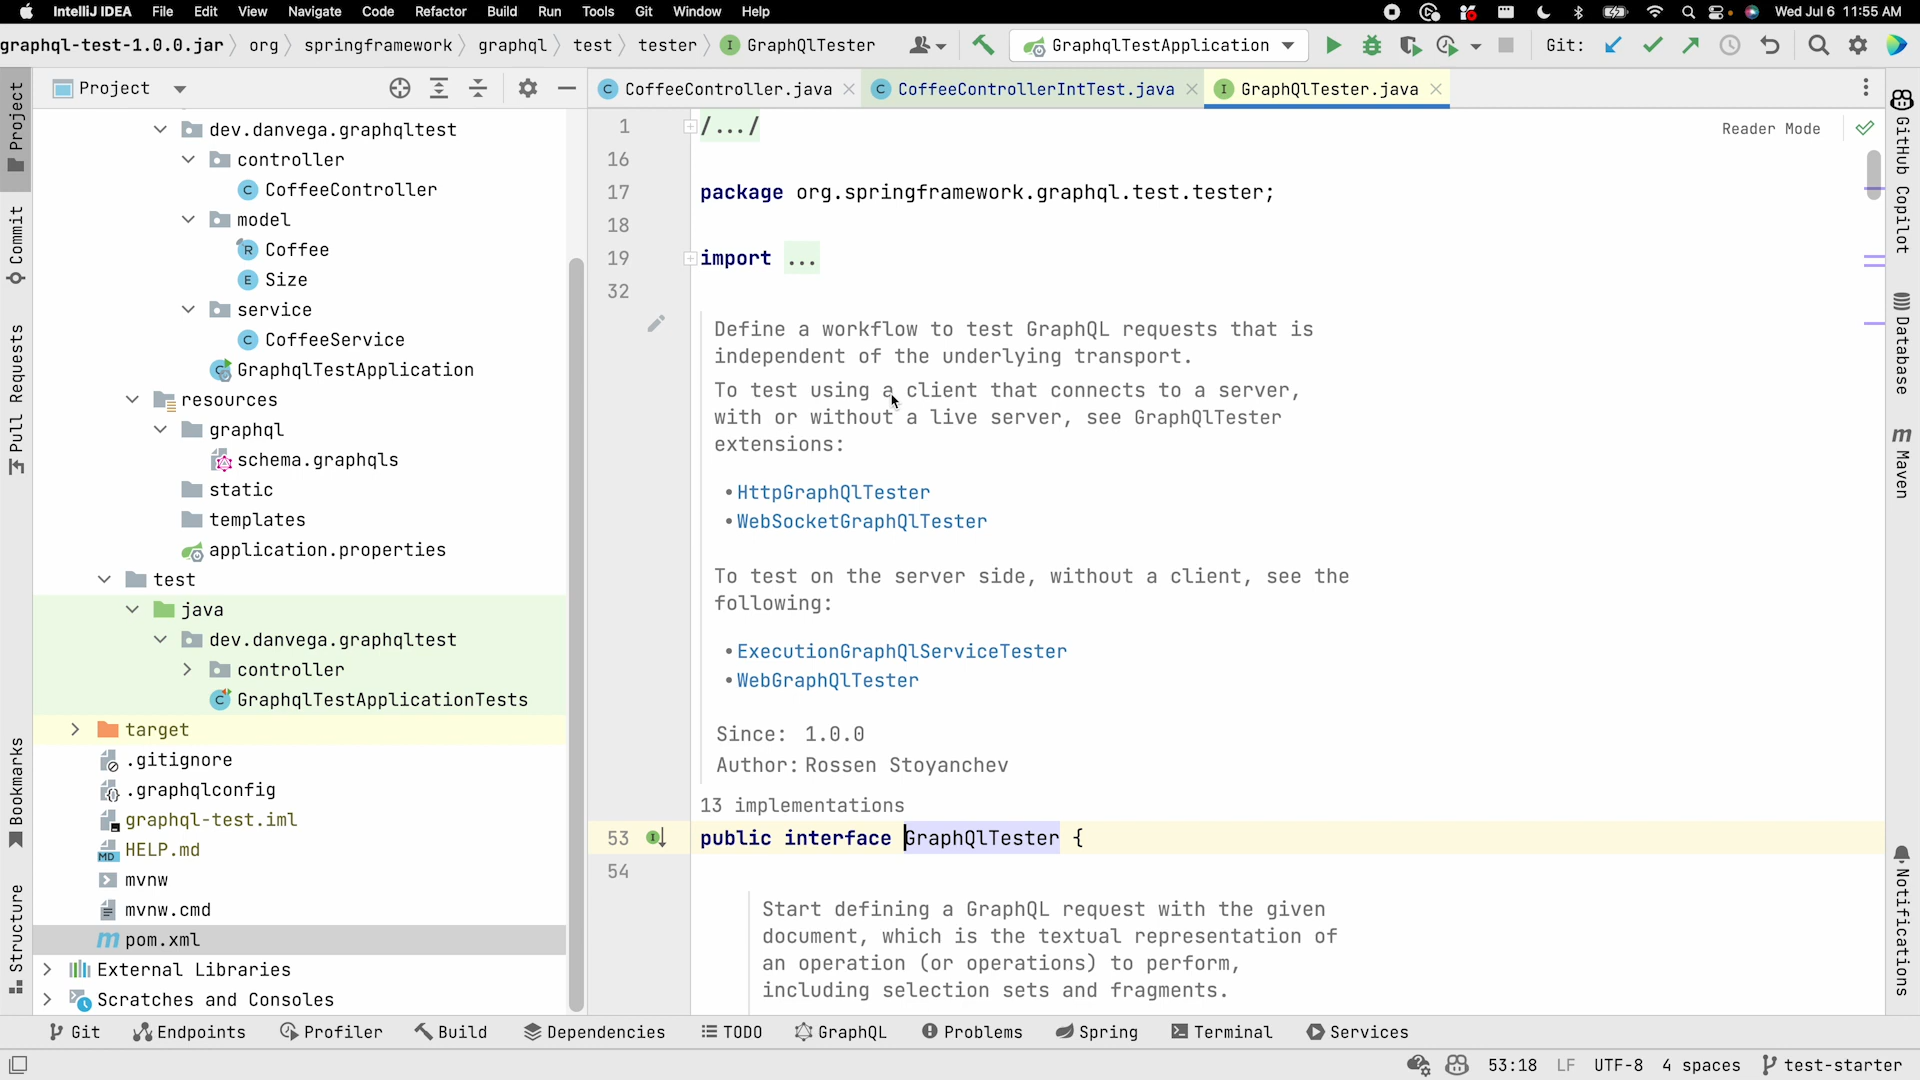 IntelliJ IDEA File Edit View Navigate Code Refactor Build Run Tools Git Window Help Wed Jul 6 11:55 AM
graphql-test-1.0.0.jar org springframework graphql test tester GraphQlTester GraphqlTestApplication Git:
Project CoffeeController.java CoffeeControllerIntTest.java GraphQlTester.java
Reader Mode
Project
Commit
Pull Requests
Bookmarks
Structure
dev.danvega.graphqltest
controller
CoffeeController
model
Coffee
Size
service
CoffeeService
GraphqlTestApplication
resources
graphql
schema.graphqls
static
templates
application.properties
test
java
dev.danvega.graphqltest
controller
GraphqlTestApplicationTests
target
.gitignore
.graphqlconfig
graphql-test.iml
HELP.md
mvnw
mvnw.cmd
pom.xml
External Libraries
Scratches and Consoles
1 /.../
16
17 package org.springframework.graphql.test.tester;
18
19 import ...
32
Define a workflow to test GraphQL requests that is
independent of the underlying transport.
To test using a client that connects to a server,
with or without a live server, see GraphQlTester
extensions:
• HttpGraphQlTester
• WebSocketGraphQlTester
To test on the server side, without a client, see the
following:
• ExecutionGraphQlServiceTester
• WebGraphQlTester
Since: 1.0.0
Author: Rossen Stoyanchev
13 implementations
53 public interface GraphQlTester {
54
Start defining a GraphQL request with the given
document, which is the textual representation of
an operation (or operations) to perform,
including selection sets and fragments.
GitHub Copilot
Database
Maven
Notifications
Git Endpoints Profiler Build Dependencies TODO GraphQL Problems Spring Terminal Services
53:18 LF UTF-8 4 spaces test-starter